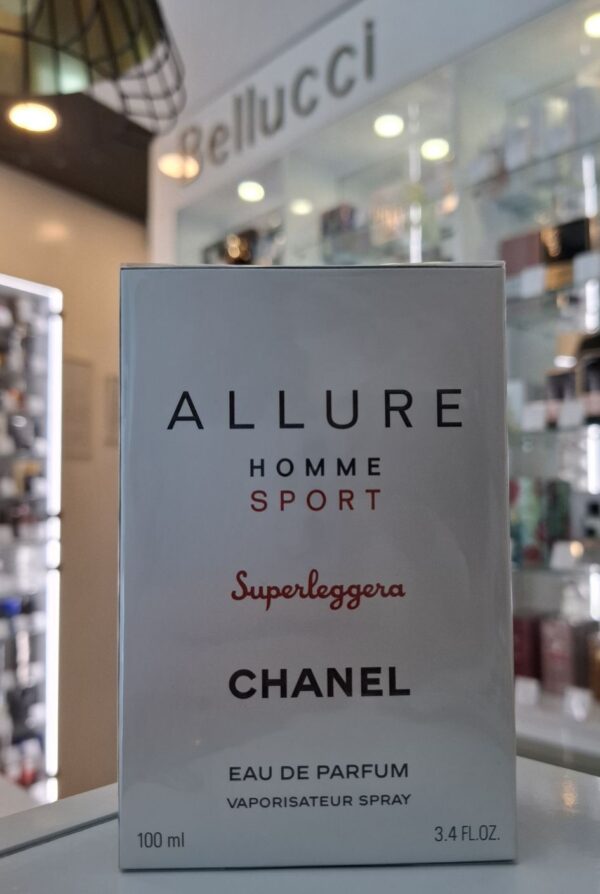 Bellucci
ALLURE
HOMME
SPORT
Superleggera
CHANEL
EAU DE PARFUM
VAPORISATEUR SPRAY
100 ml 3.4 FL.OZ.